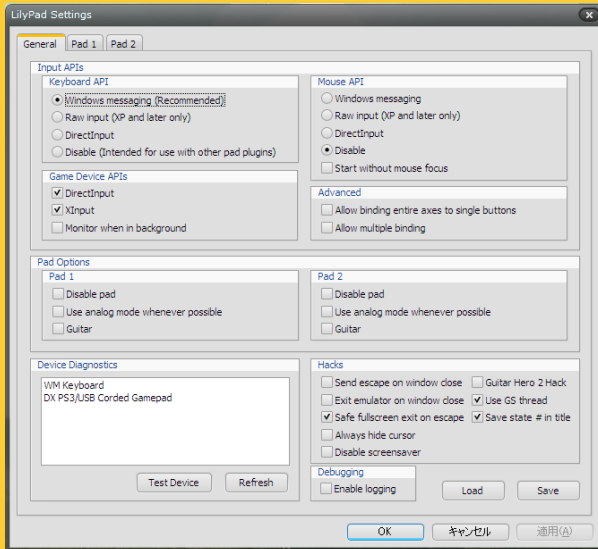 LilyPad Settings
General Pad 1 Pad 2
Input APIs
Keyboard API
Windows messaging (Recommended)
Raw input (XP and later only)
DirectInput
Disable (Intended for use with other pad plugins)
Mouse API
Windows messaging
Raw input (XP and later only)
DirectInput
Disable
Start without mouse focus
Game Device APIs
DirectInput
XInput
Monitor when in background
Advanced
Allow binding entire axes to single buttons
Allow multiple binding
Pad Options
Pad 1
Disable pad
Use analog mode whenever possible
Guitar
Pad 2
Disable pad
Use analog mode whenever possible
Guitar
Device Diagnostics
WM Keyboard
DX PS3/USB Corded Gamepad
Test Device Refresh
Hacks
Send escape on window close Guitar Hero 2 Hack
Exit emulator on window close Use GS thread
Safe fullscreen exit on escape Save state # in title
Always hide cursor
Disable screensaver
Debugging
Enable logging
Load Save
OK キャンセル 適用(A)